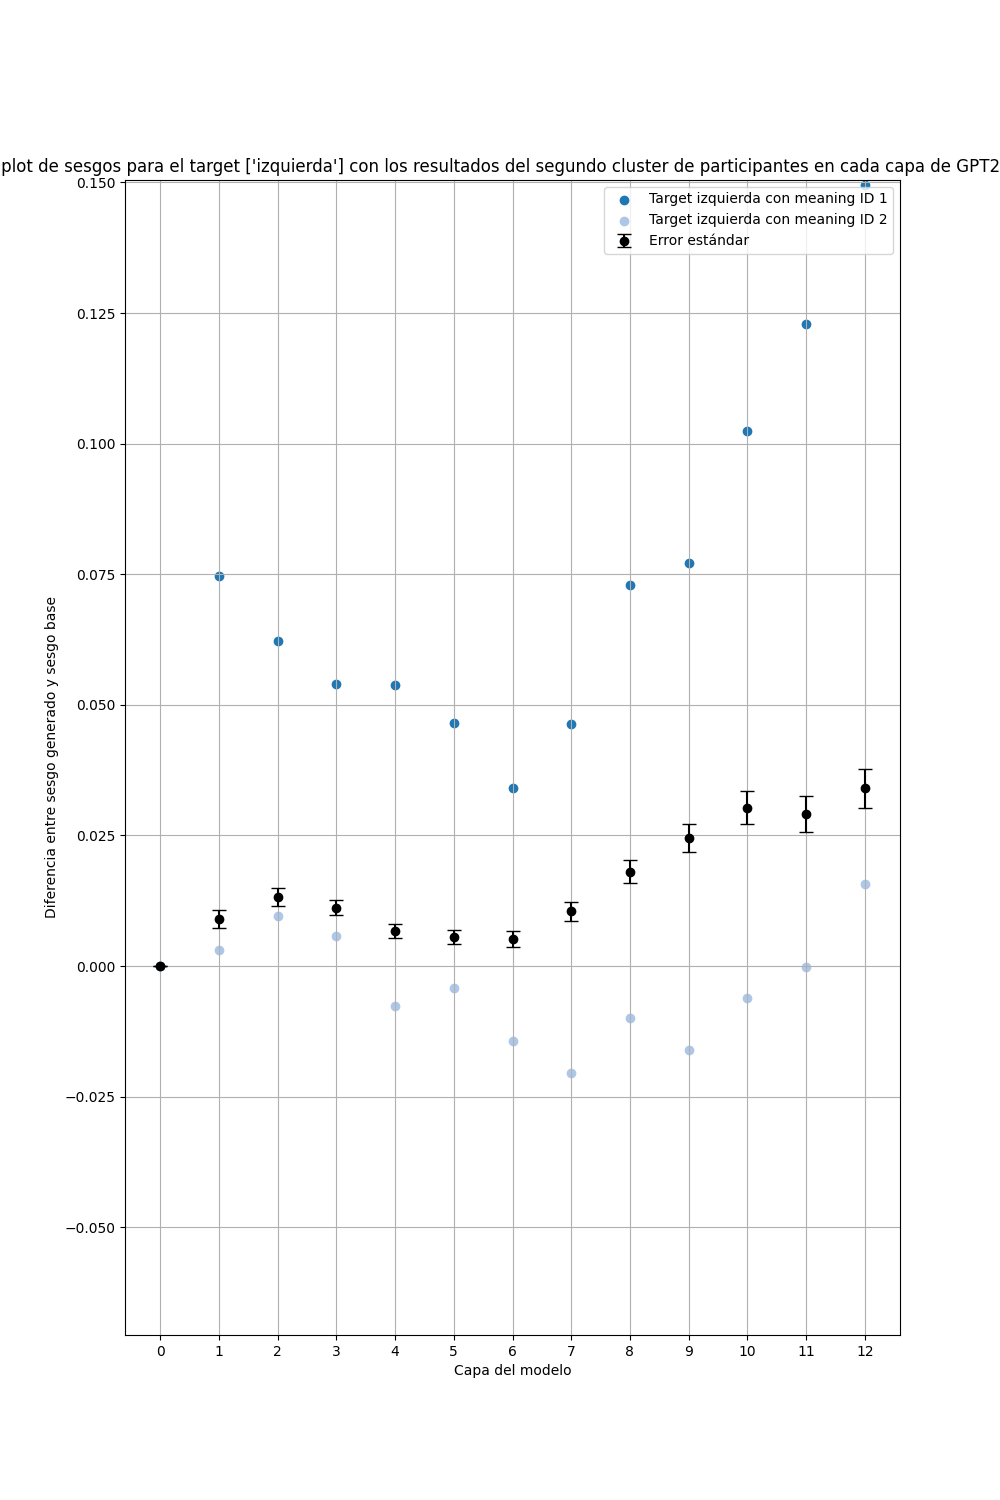 plot de sesgos para el target ['izquierda'] con los resultados del segundo cluster de participantes en cada capa de GPT2
Target izquierda con meaning ID 1
Target izquierda con meaning ID 2
Error estándar
0.150
0.125
0.100
0.075
0.050
0.025
0.000
−0.025
−0.050
Diferencia entre sesgo generado y sesgo base
0 1 2 3 4 5 6 7 8 9 10 11 12
Capa del modelo